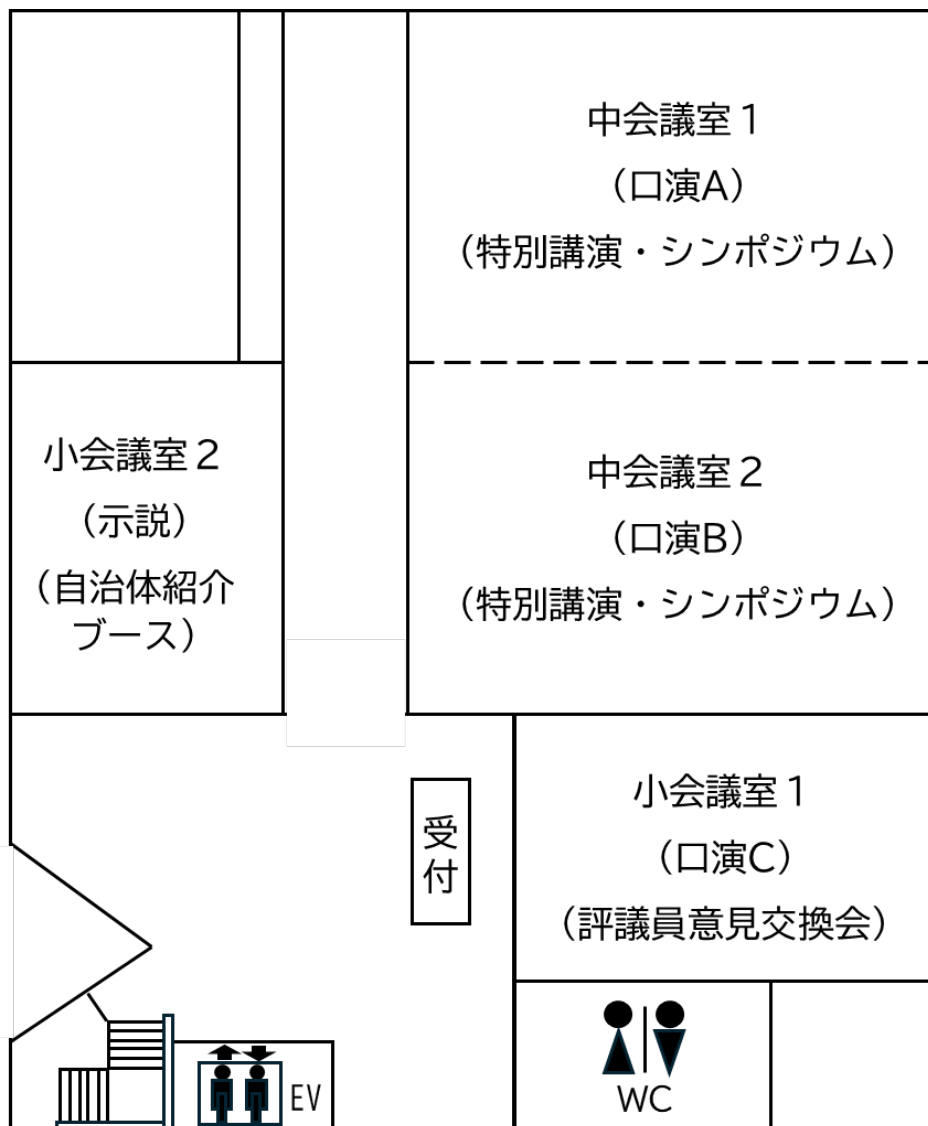 中会議室１
（口演A）
（特別講演・シンポジウム）
小会議室２
（示説）
（自治体紹介
ブース）
中会議室２
（口演B）
（特別講演・シンポジウム）
小会議室１
（口演C）
（評議員意見交換会）
受
付
EV
WC